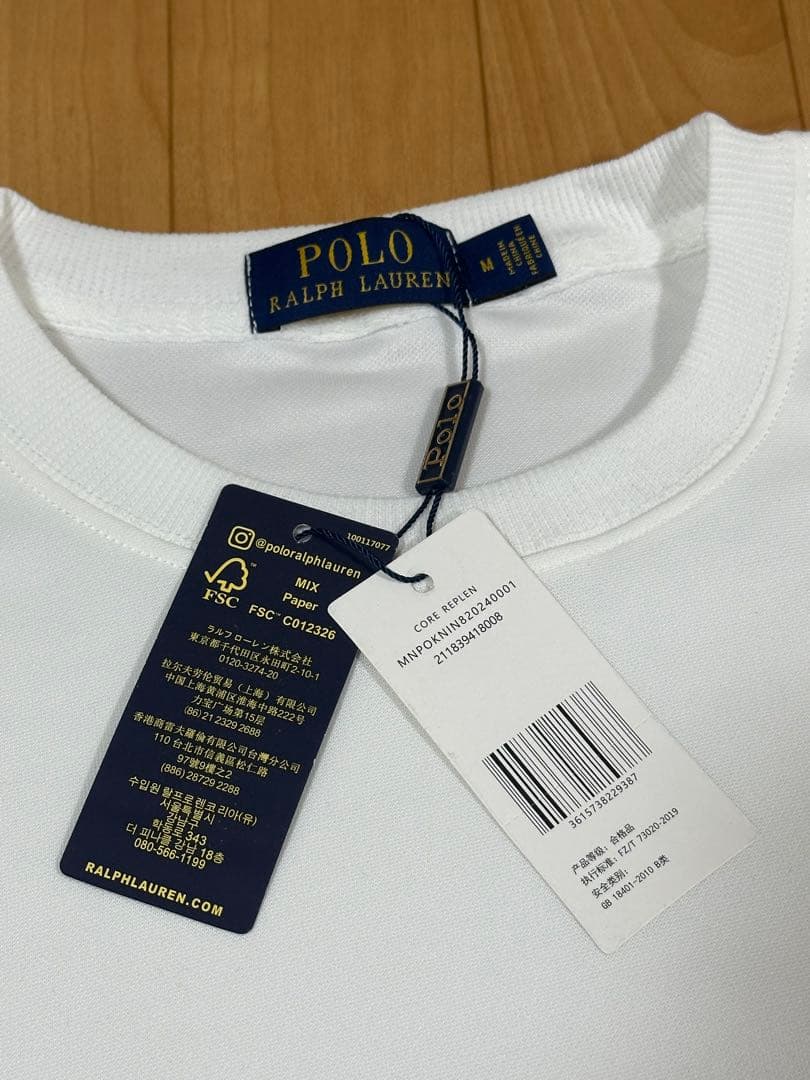 POLO
RALPH LAUREN
M
MADE IN
CHINA
FABRIQUÉ EN
CHINE
Polo
100117077
@poloralphlauren
FSC
MIX
Paper
FSC™ C012326
ラルフ ローレン株式会社
東京都千代田区永田町2-10-1
0120-3274-20
拉尔夫劳伦贸易（上海）有限公司
中国上海黄浦区淮海中路222号
力宝广场第15层
(86)21 2329 2688
香港商雷夫羅倫有限公司台灣分公司
110 台北市信義區松仁路
97號9樓之2
(886) 28729 2288
수입원 랄프로렌코리아(유)
서울특별시
강남구
343
더 피나클 강남 18층
080-566-1199
RALPHLAUREN.COM
CORE REPLEN
MNPOKNIN820240001
211839418008
3615738229387
产品等级：合格品
执行标准：FZ/T 73020-2019
安全类别：
GB 18401-2010 B类